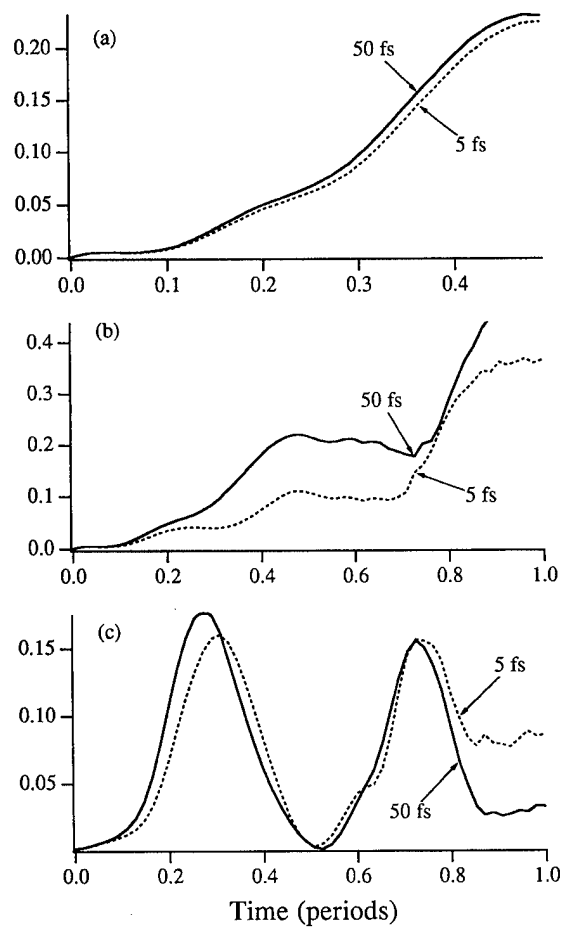 (a)
0.20
0.15
0.10
0.05
0.00
50 fs
5 fs
0.0 0.1 0.2 0.3 0.4
(b)
0.4
0.3
0.2
0.1
0.0
50 fs
5 fs
0.0 0.2 0.4 0.6 0.8 1.0
(c)
0.15
0.10
0.05
5 fs
50 fs
0.0 0.2 0.4 0.6 0.8 1.0
Time (periods)